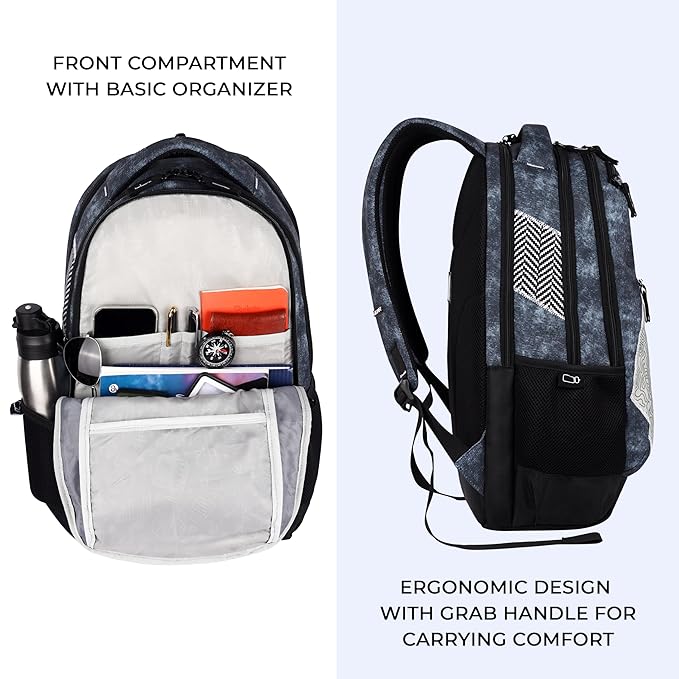 FRONT COMPARTMENT
WITH BASIC ORGANIZER
ERGONOMIC DESIGN
WITH GRAB HANDLE FOR
CARRYING COMFORT